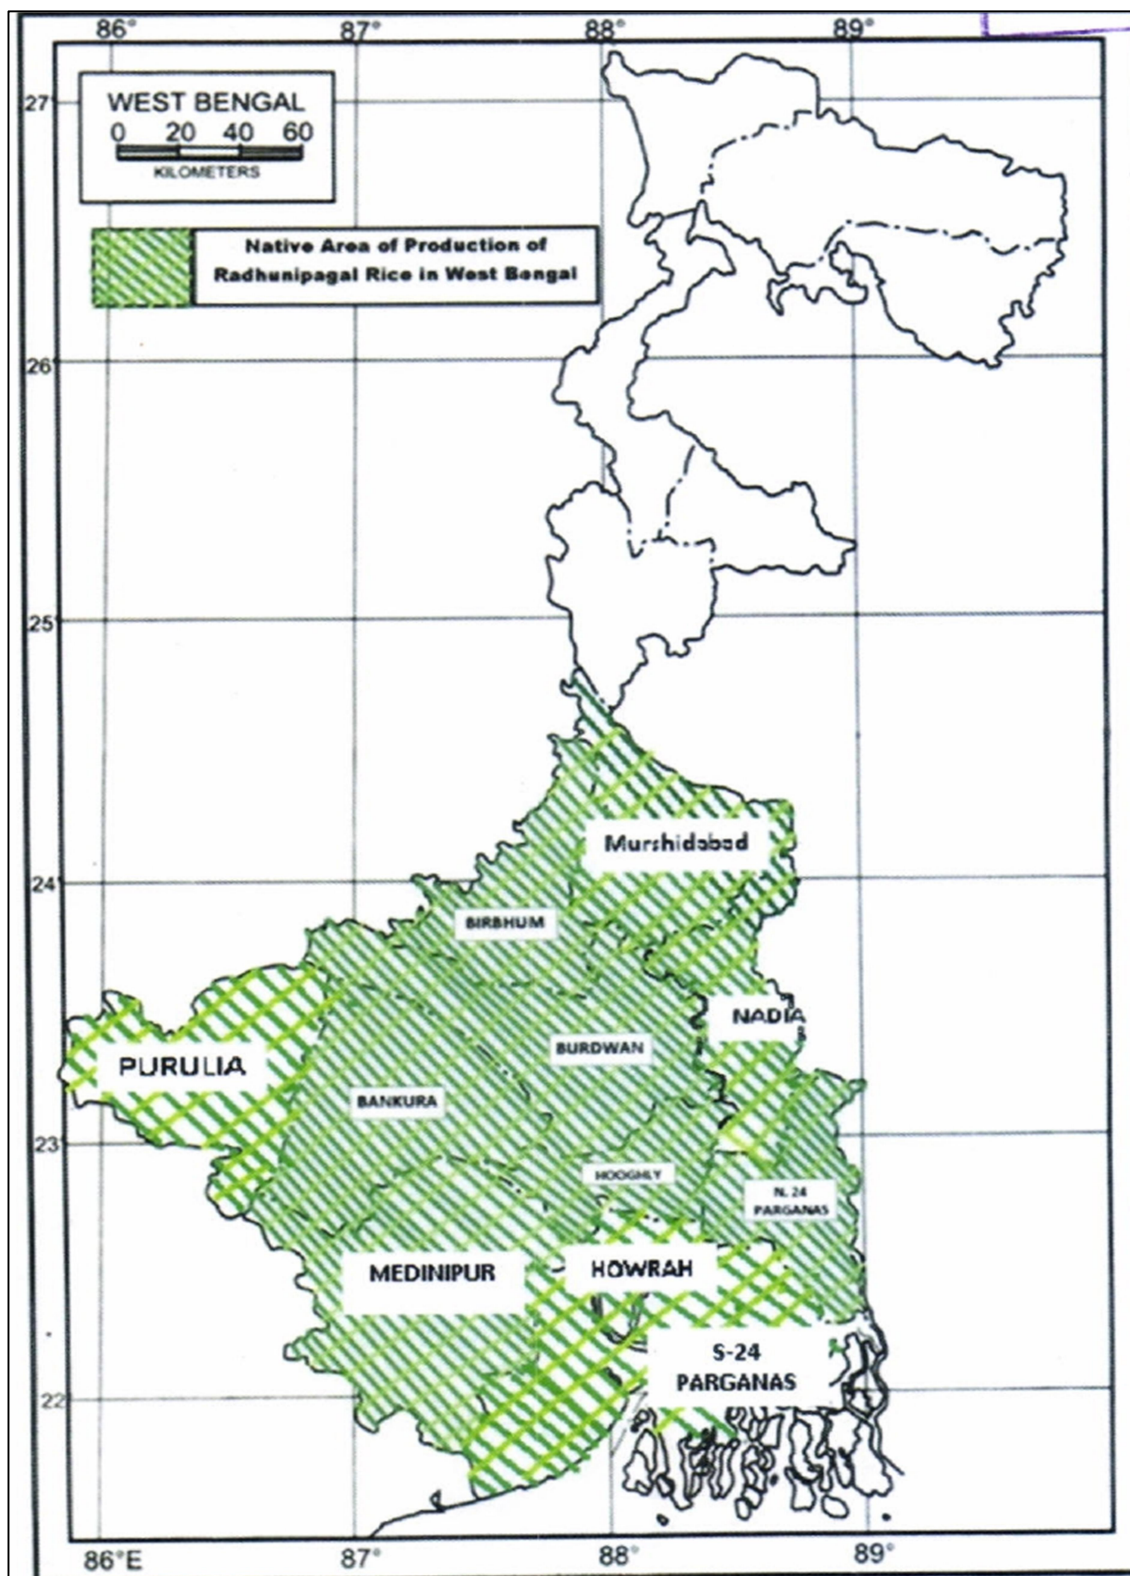 86° 87° 88° 89°
27°
WEST BENGAL
0 20 40 60
KILOMETERS
Native Area of Production of
Radhunipagal Rice in West Bengal
26°
25°
24°
Murshidabad
BIRBHUM
NADIA
BURDWAN
PURULIA
BANKURA
23°
HOOGHLY
N. 24
PARGANAS
MEDINIPUR
HOWRAH
S-24
PARGANAS
22°
86°E 87° 88° 89°